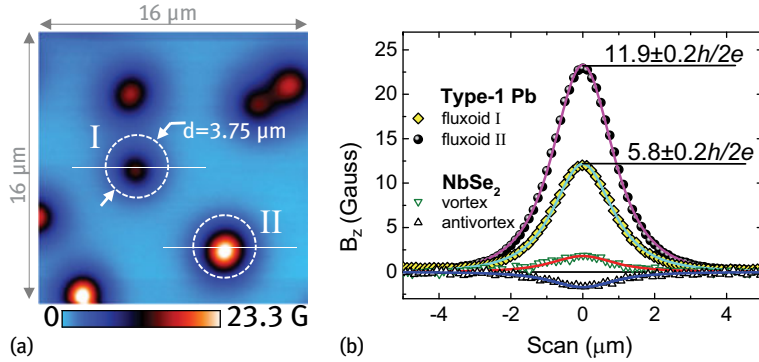 16 µm
16 µm
I
d=3.75 µm
II
0
23.3 G
(a)
25
20
15
10
5
0
B_z (Gauss)
11.9±0.2h/2e
Type-1 Pb
fluxoid I
fluxoid II
5.8±0.2h/2e
NbSe₂
vortex
antivortex
-4
-2
0
2
4
Scan (µm)
(b)